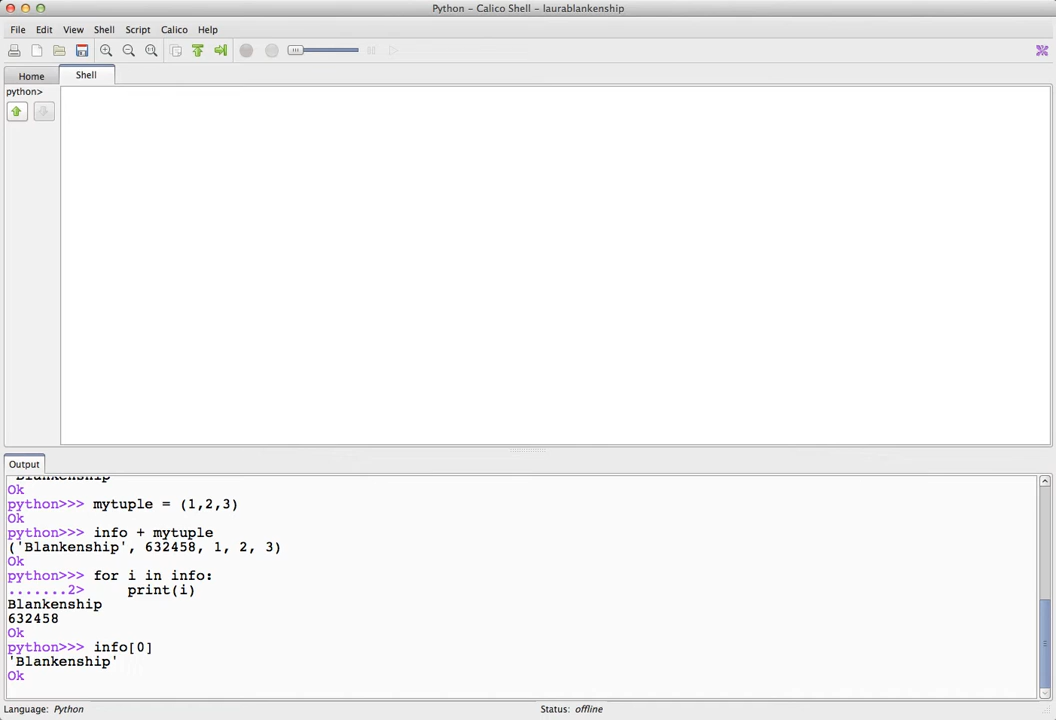 Python - Calico Shell - laurablankenship
File Edit View Shell Script Calico Help
Home Shell
python>
Output
'Blankenship'
Ok
python>>> mytuple = (1,2,3)
Ok
python>>> info + mytuple
('Blankenship', 632458, 1, 2, 3)
Ok
python>>> for i in info:
.......2>     print(i)
Blankenship
632458
Ok
python>>> info[0]
'Blankenship'
Ok
Language: Python Status: offline